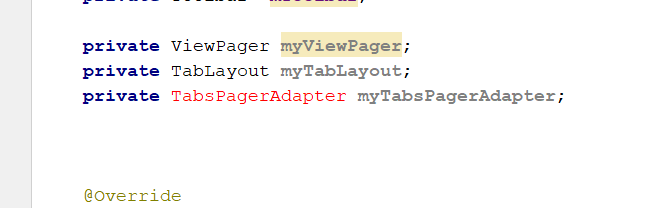 private ViewPager myViewPager;
private TabLayout myTabLayout;
private TabsPagerAdapter myTabsPagerAdapter;
@Override